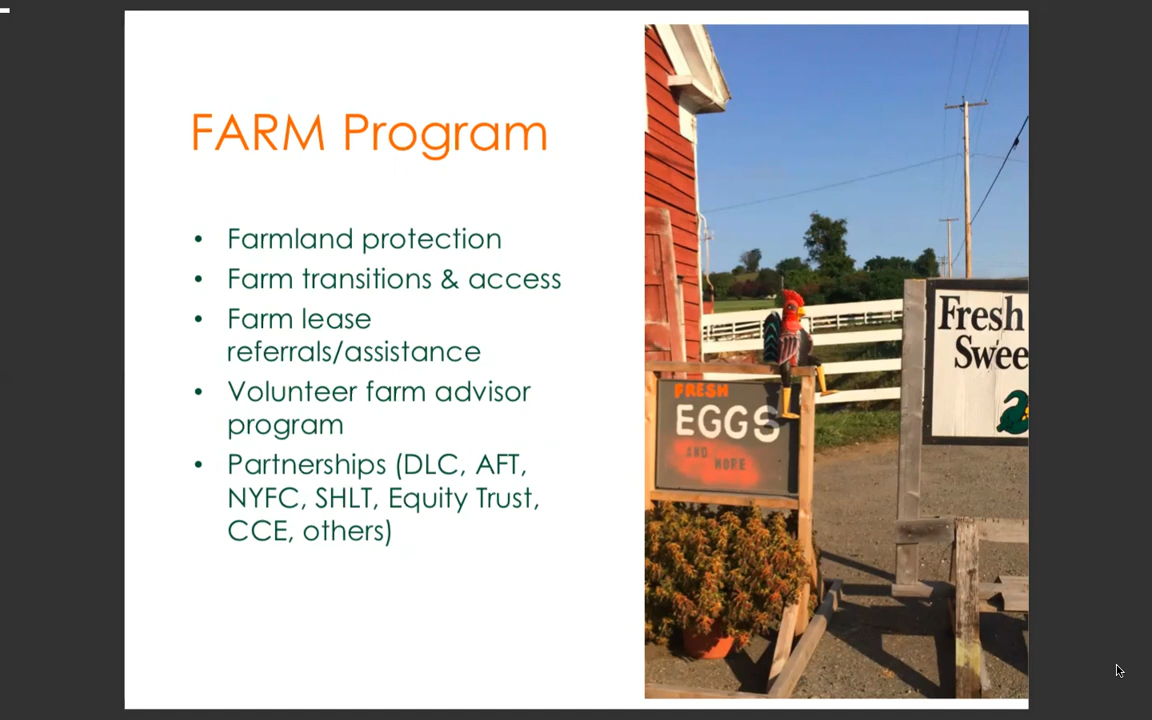 FARM Program
• Farmland protection
• Farm transitions & access
• Farm lease
referrals/assistance
• Volunteer farm advisor
program
• Partnerships (DLC, AFT,
NYFC, SHLT, Equity Trust,
CCE, others)
FRESH
EGGS
AND
MORE
Fresh
Swee